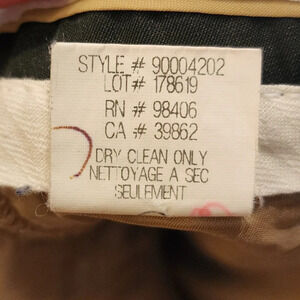 STYLE # 90004202
LOT# 178619
RN # 98406
CA # 39862
DRY CLEAN ONLY
NETTOYAGE A SEC
SEULEMENT